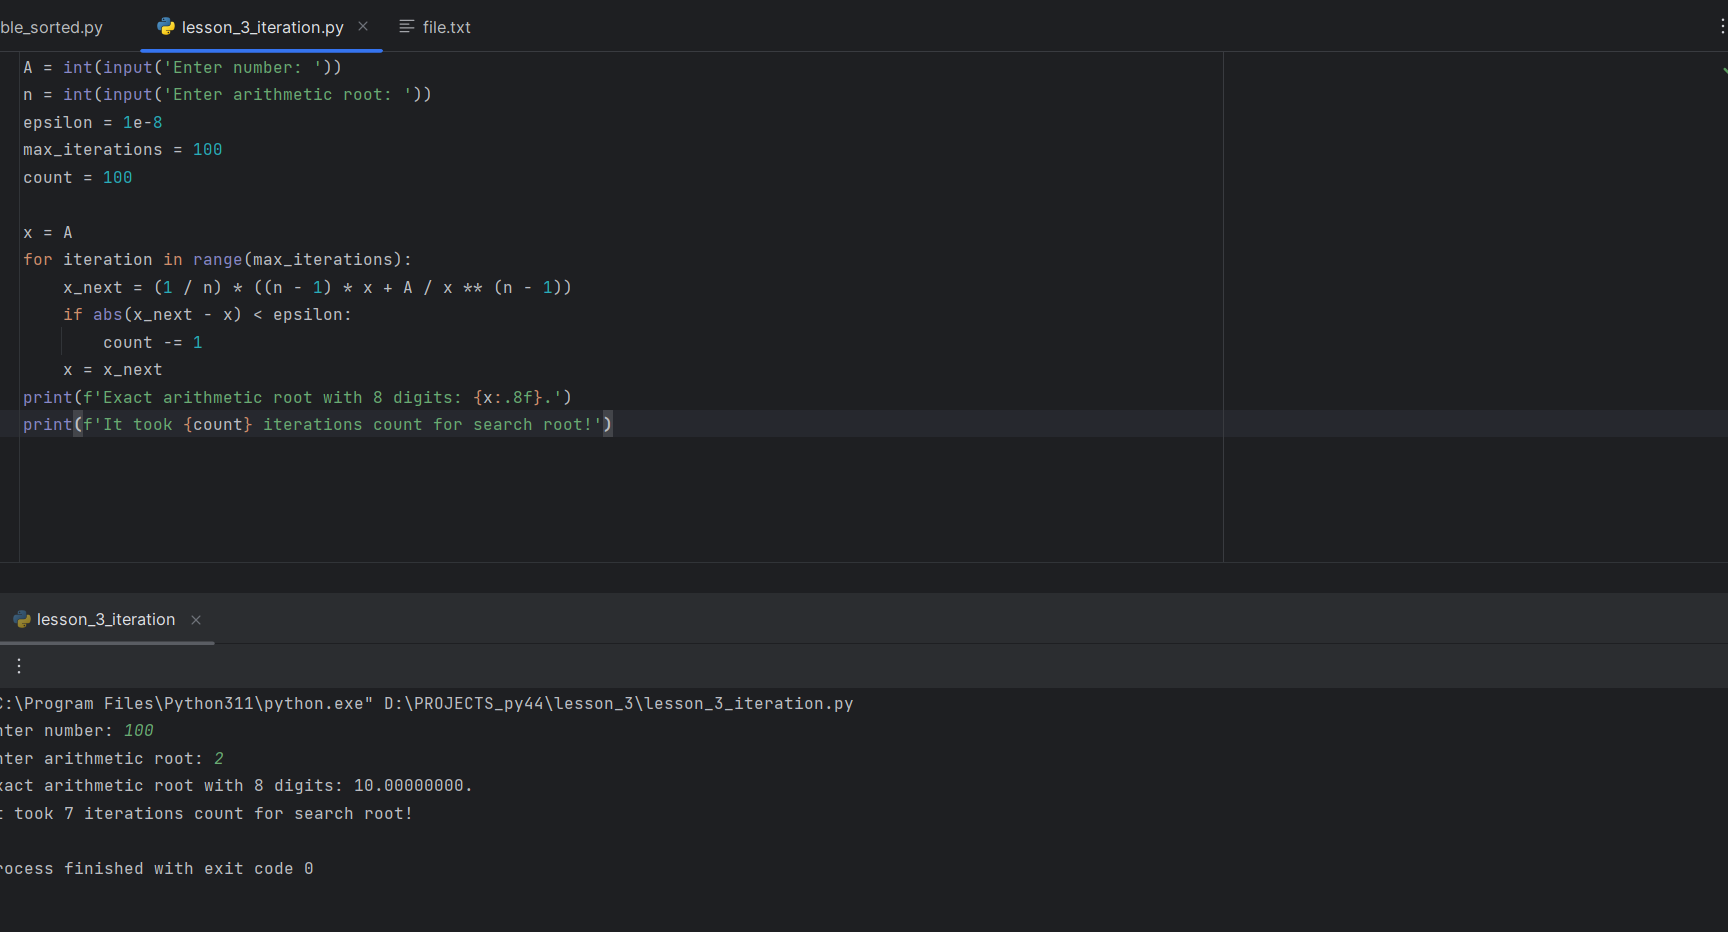 ble_sorted.py lesson_3_iteration.py file.txt
A = int(input('Enter number: '))
n = int(input('Enter arithmetic root: '))
epsilon = 1e-8
max_iterations = 100
count = 100
x = A
for iteration in range(max_iterations):
    x_next = (1 / n) * ((n - 1) * x + A / x ** (n - 1))
    if abs(x_next - x) < epsilon:
        count -= 1
    x = x_next
print(f'Exact arithmetic root with 8 digits: {x:.8f}.')
print(f'It took {count} iterations count for search root!')
lesson_3_iteration
C:\Program Files\Python311\python.exe" D:\PROJECTS_py44\lesson_3\lesson_3_iteration.py
nter number: 100
nter arithmetic root: 2
xact arithmetic root with 8 digits: 10.00000000.
t took 7 iterations count for search root!
rocess finished with exit code 0